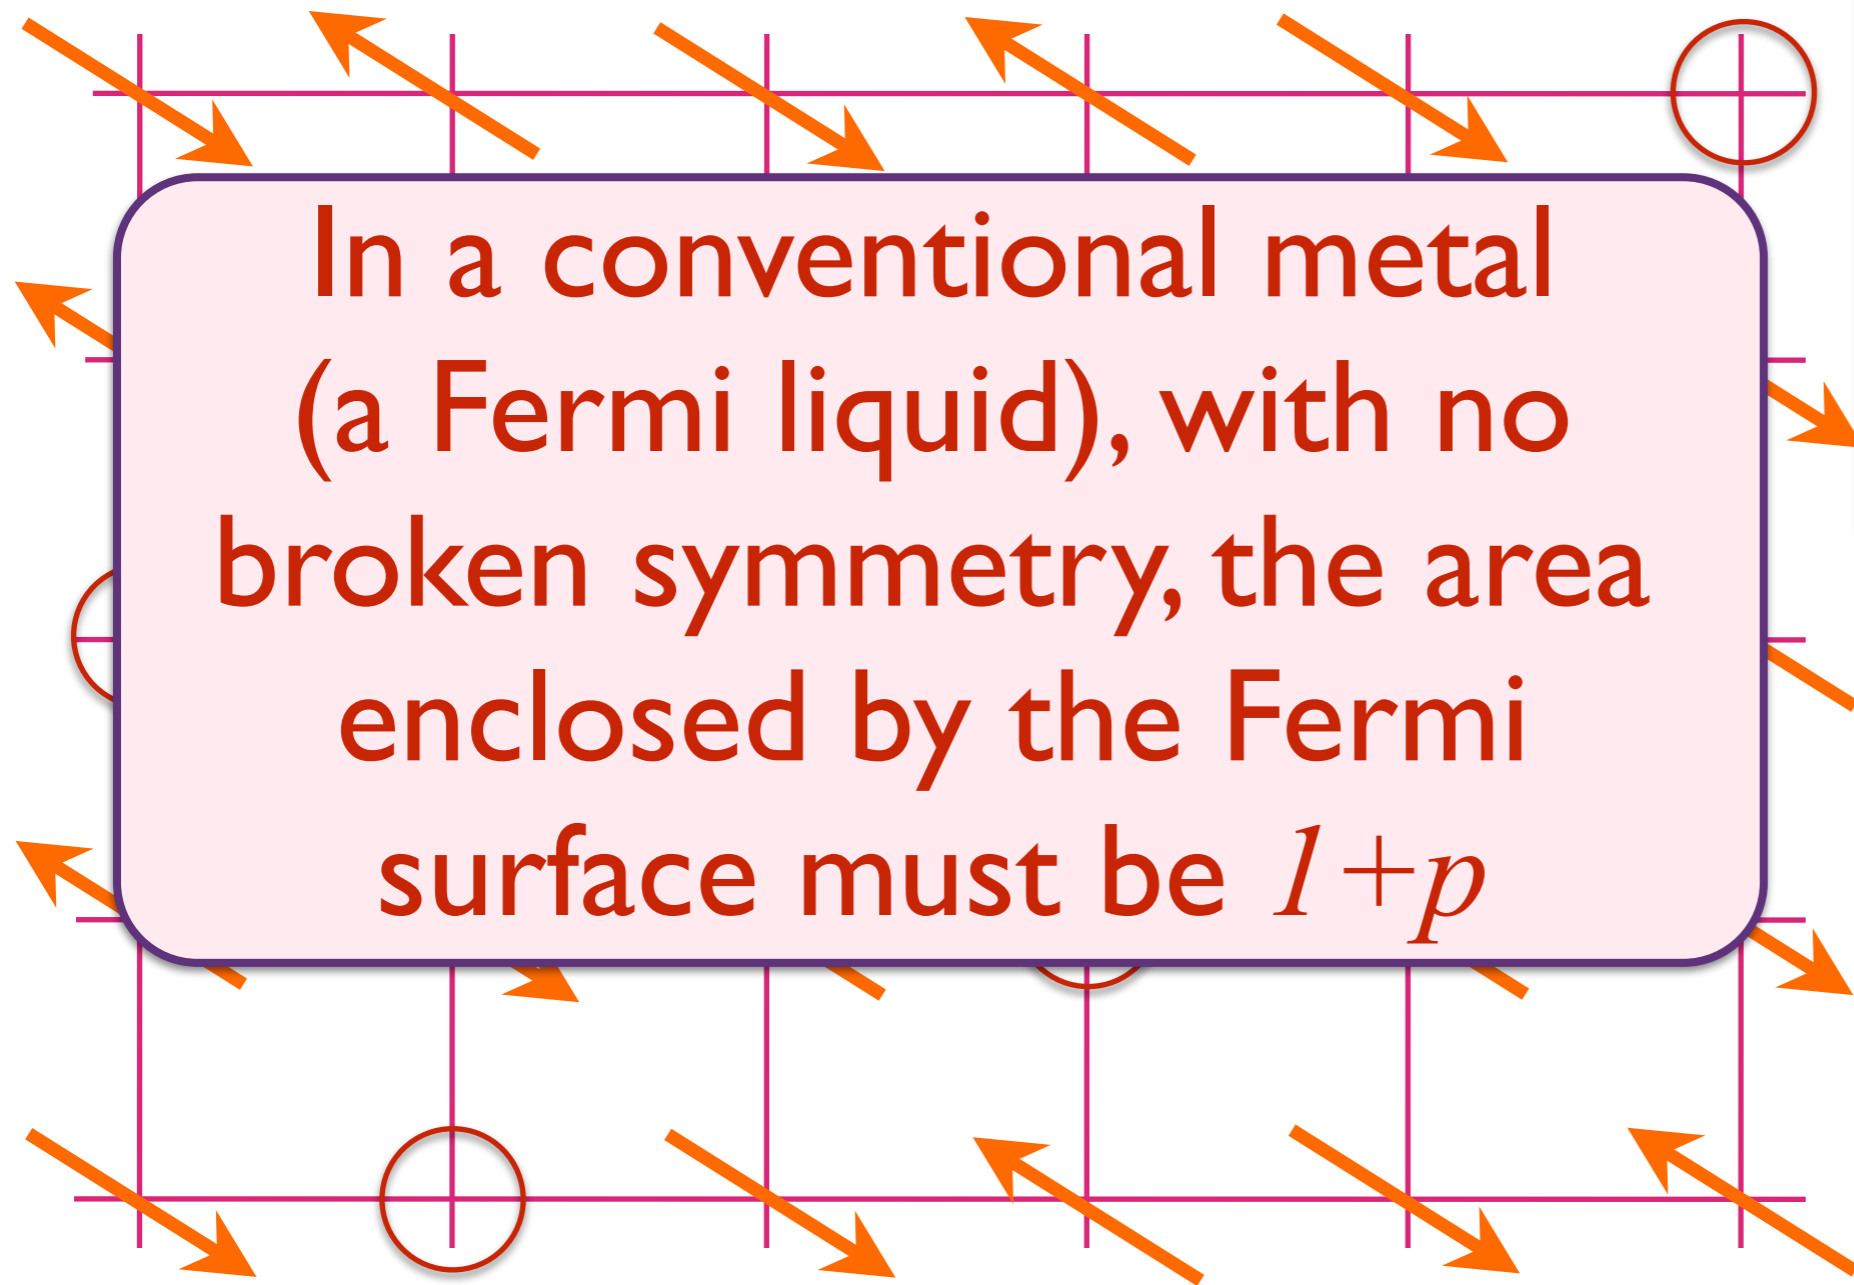 In a conventional metal
(a Fermi liquid), with no
broken symmetry, the area
enclosed by the Fermi
surface must be 1+p